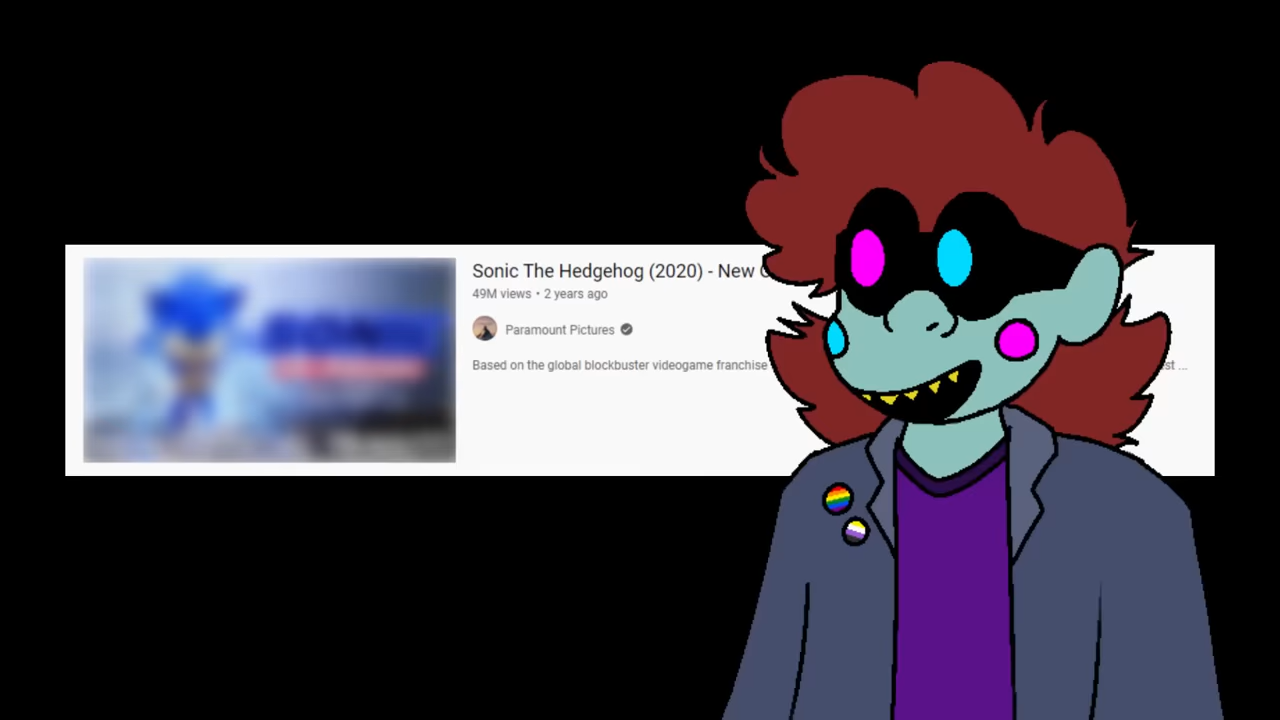 Sonic The Hedgehog (2020) - New
49M views • 2 years ago
Paramount Pictures
Based on the global blockbuster videogame franchise
...